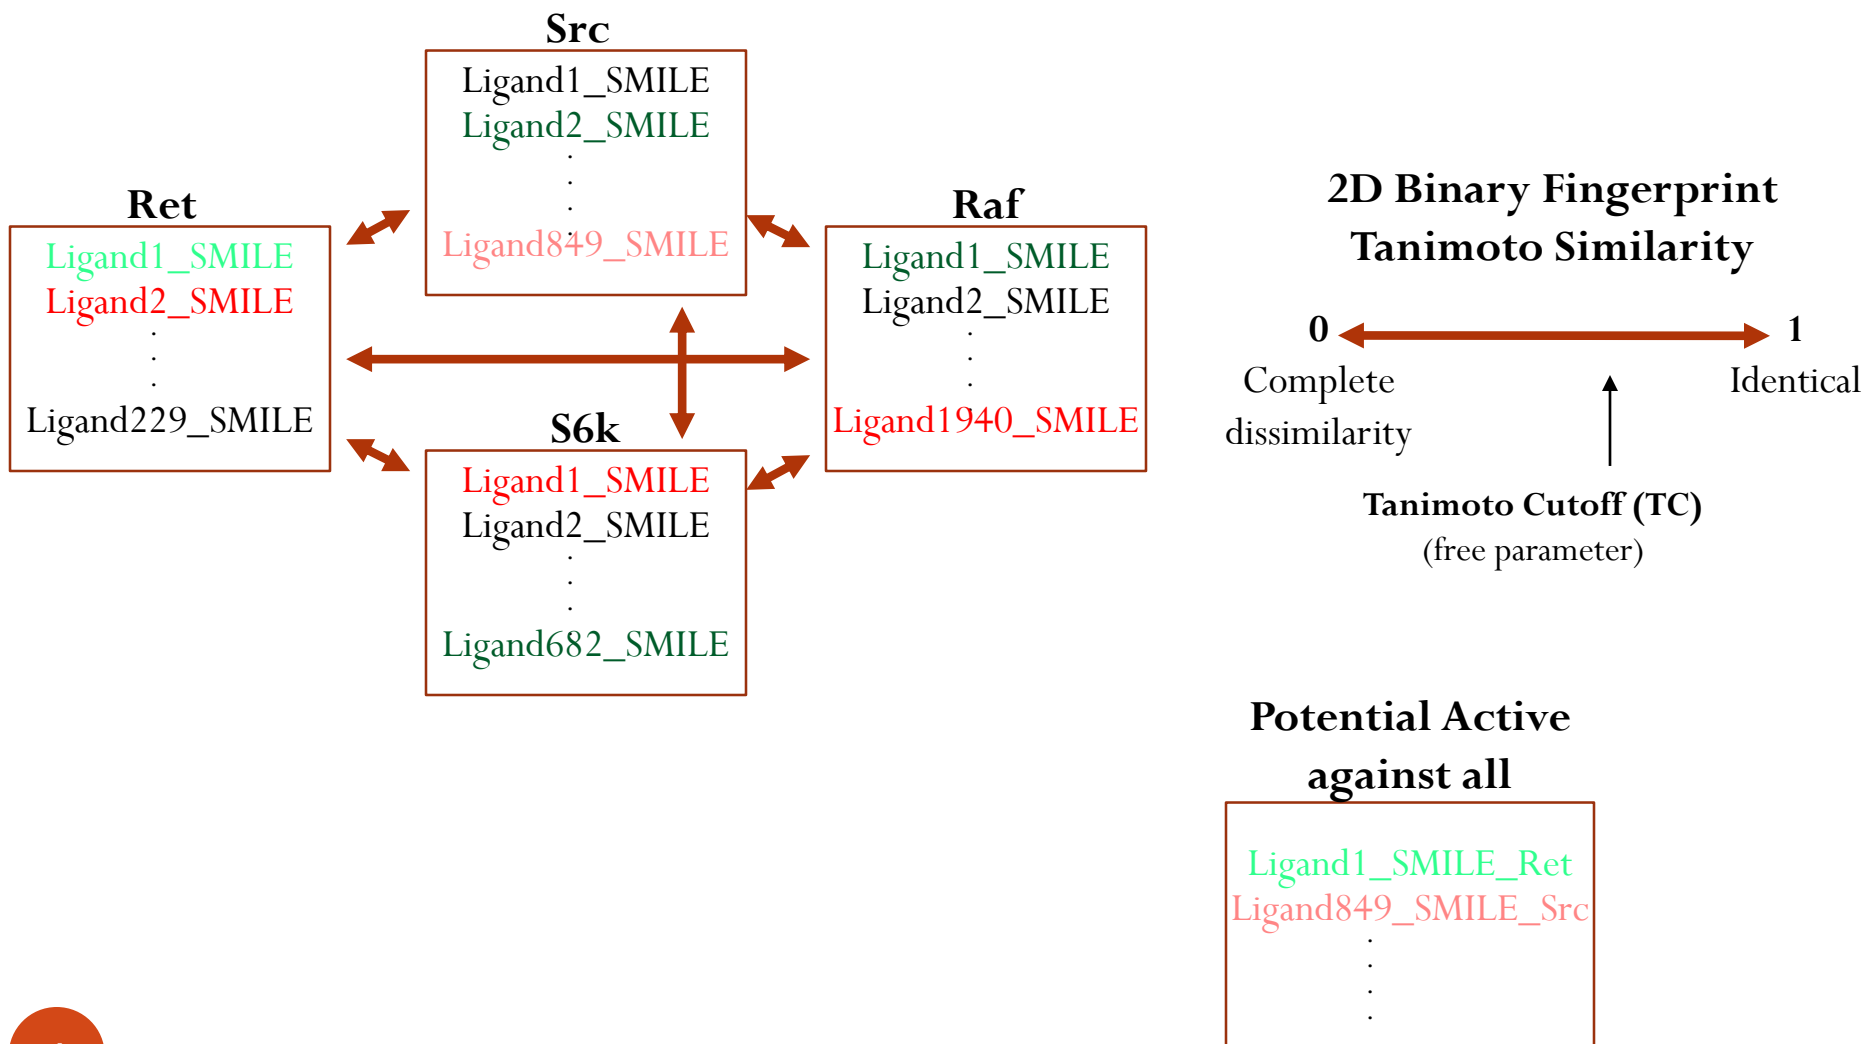 Src
Ligand1_SMILE
Ligand2_SMILE
.
.
.
.
Ligand849_SMILE
Ret
Ligand1_SMILE
Ligand2_SMILE
.
.
.
Ligand229_SMILE
Raf
Ligand1_SMILE
Ligand2_SMILE
.
.
.
.
Ligand1940_SMILE
S6k
Ligand1_SMILE
Ligand2_SMILE
.
.
.
.
Ligand682_SMILE
2D Binary Fingerprint
Tanimoto Similarity
0 1
Complete
dissimilarity
Identical
Tanimoto Cutoff (TC)
(free parameter)
Potential Active
against all
Ligand1_SMILE_Ret
Ligand849_SMILE_Src
.
.
.
.